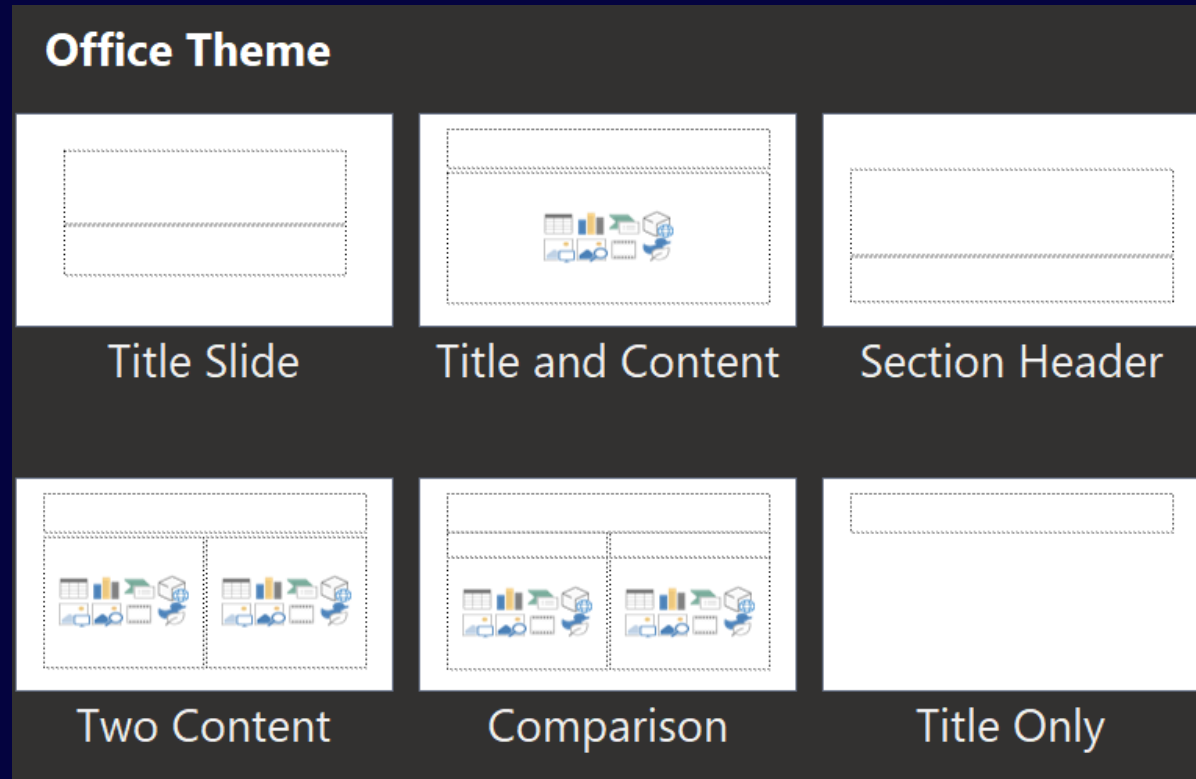 Office Theme
Title Slide
Title and Content
Section Header
Two Content
Comparison
Title Only